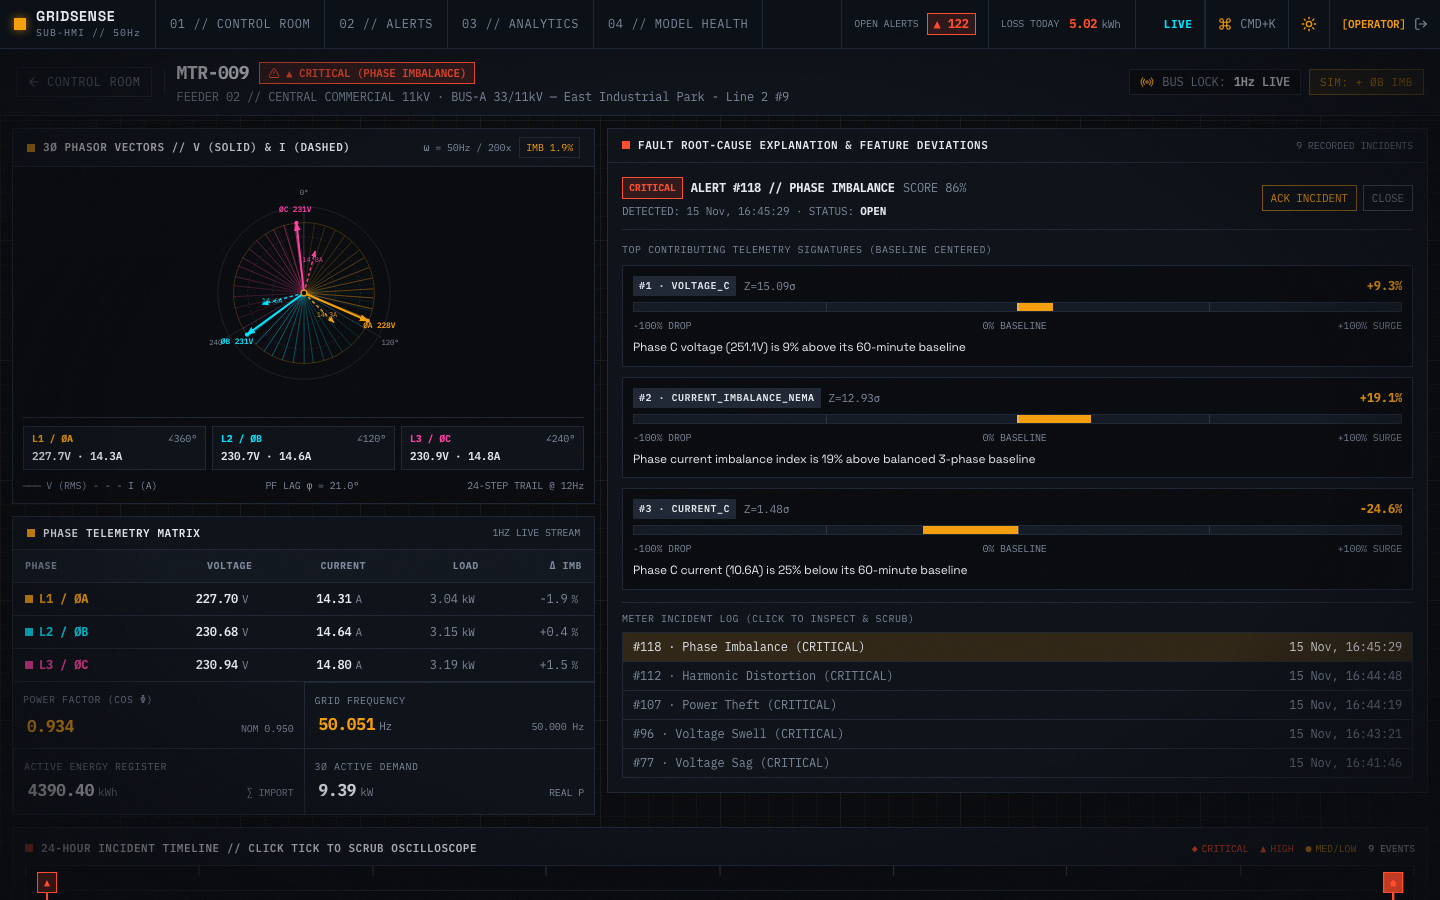 GRIDSENSE
SUB-HMI // 50Hz
01 // CONTROL ROOM
02 // ALERTS
03 // ANALYTICS
04 // MODEL HEALTH
OPEN ALERTS ▲ 122
LOSS TODAY 5.02 kWh
LIVE
⌘ CMD+K
[OPERATOR]
← CONTROL ROOM
MTR-009
▲ CRITICAL (PHASE IMBALANCE)
FEEDER 02 // CENTRAL COMMERCIAL 11kV · BUS-A 33/11kV — East Industrial Park - Line 2 #9
BUS LOCK: 1Hz LIVE
SIM: + ØB IMB
3Ø PHASOR VECTORS // V (SOLID) & I (DASHED)
ω = 50Hz / 200x
IMB 1.9%
0°
ØC 231V
14.8A
14.6A
14.3A
ØA 228V
240°
ØB 231V
120°
L1 / ØA ∠360°
227.7V · 14.3A
L2 / ØB ∠120°
230.7V · 14.6A
L3 / ØC ∠240°
230.9V · 14.8A
—— V (RMS) - - - I (A)
PF LAG φ = 21.0°
24-STEP TRAIL @ 12Hz
PHASE TELEMETRY MATRIX
1HZ LIVE STREAM
PHASE VOLTAGE CURRENT LOAD Δ IMB
L1 / ØA 227.70 V 14.31 A 3.04 kW -1.9 %
L2 / ØB 230.68 V 14.64 A 3.15 kW +0.4 %
L3 / ØC 230.94 V 14.80 A 3.19 kW +1.5 %
POWER FACTOR (COS Φ)
0.934 NOM 0.950
GRID FREQUENCY
50.051 Hz 50.000 Hz
ACTIVE ENERGY REGISTER
4390.40 kWh ∑ IMPORT
3Ø ACTIVE DEMAND
9.39 kW REAL P
FAULT ROOT-CAUSE EXPLANATION & FEATURE DEVIATIONS
9 RECORDED INCIDENTS
CRITICAL ALERT #118 // PHASE IMBALANCE SCORE 86%
DETECTED: 15 Nov, 16:45:29 · STATUS: OPEN
ACK INCIDENT
CLOSE
TOP CONTRIBUTING TELEMETRY SIGNATURES (BASELINE CENTERED)
#1 · VOLTAGE_C Z=15.09σ +9.3%
-100% DROP 0% BASELINE +100% SURGE
Phase C voltage (251.1V) is 9% above its 60-minute baseline
#2 · CURRENT_IMBALANCE_NEMA Z=12.93σ +19.1%
-100% DROP 0% BASELINE +100% SURGE
Phase current imbalance index is 19% above balanced 3-phase baseline
#3 · CURRENT_C Z=1.48σ -24.6%
-100% DROP 0% BASELINE +100% SURGE
Phase C current (10.6A) is 25% below its 60-minute baseline
METER INCIDENT LOG (CLICK TO INSPECT & SCRUB)
#118 · Phase Imbalance (CRITICAL) 15 Nov, 16:45:29
#112 · Harmonic Distortion (CRITICAL) 15 Nov, 16:44:48
#107 · Power Theft (CRITICAL) 15 Nov, 16:44:19
#96 · Voltage Swell (CRITICAL) 15 Nov, 16:43:21
#77 · Voltage Sag (CRITICAL) 15 Nov, 16:41:46
24-HOUR INCIDENT TIMELINE // CLICK TICK TO SCRUB OSCILLOSCOPE
◆ CRITICAL ▲ HIGH ● MED/LOW 9 EVENTS